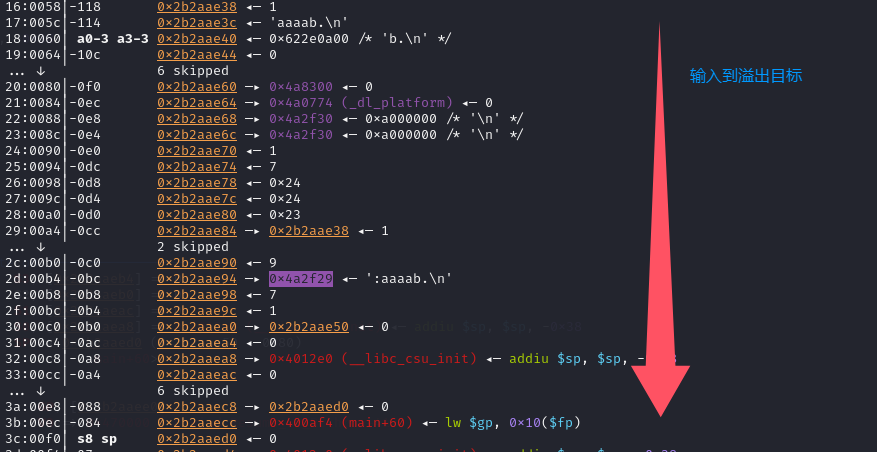 16:0058│-118 0×2b2aae38 ◂— 1
17:005c│-114 0×2b2aae3c ◂— 'aaaab.\n'
18:0060│ a0-3 a3-3 0×2b2aae40 ◂— 0×622e0a00 /* 'b.\n' */
19:0064│-10c 0×2b2aae44 ◂— 0
... ↓ 6 skipped
20:0080│-0f0 0×2b2aae60 —▸ 0×4a8300 ◂— 0
21:0084│-0ec 0×2b2aae64 —▸ 0×4a0774 (_dl_platform) ◂— 0
输入到溢出目标
22:0088│-0e8 0×2b2aae68 —▸ 0×4a2f30 ◂— 0×a000000 /* '\n' */
23:008c│-0e4 0×2b2aae6c —▸ 0×4a2f30 ◂— 0×a000000 /* '\n' */
24:0090│-0e0 0×2b2aae70 ◂— 1
25:0094│-0dc 0×2b2aae74 ◂— 7
26:0098│-0d8 0×2b2aae78 ◂— 0×24
27:009c│-0d4 0×2b2aae7c ◂— 0×24
28:00a0│-0d0 0×2b2aae80 ◂— 0×23
29:00a4│-0cc 0×2b2aae84 —▸ 0×2b2aae38 ◂— 1
... ↓ 2 skipped
2c:00b0│-0c0 0×2b2aae90 ◂— 9
2d:00b4│-0bc 0×2b2aae94 —▸ 0×4a2f29 ◂— ':aaaab.\n'
2e:00b8│-0b8 0×2b2aae98 ◂— 7
2f:00bc│-0b4 0×2b2aae9c ◂— 1
30:00c0│-0b0 0×2b2aaea0 —▸ 0×2b2aae50 ◂— 0
31:00c4│-0ac 0×2b2aaea4 ◂— 0
32:00c8│-0a8 0×2b2aaea8 —▸ 0×4012e0 (__libc_csu_init) ◂— addiu $sp, $sp,
33:00cc│-0a4 0×2b2aaeac ◂— 0
... ↓ 6 skipped
3a:00e8│-088 0×2b2aaec8 —▸ 0×2b2aaed0 ◂— 0
3b:00ec│-084 0×2b2aaecc —▸ 0×400af4 (main+60) ◂— lw $gp, 0×10($fp)
3c:00f0│ s8 sp 0×2b2aaed0 ◂— 0